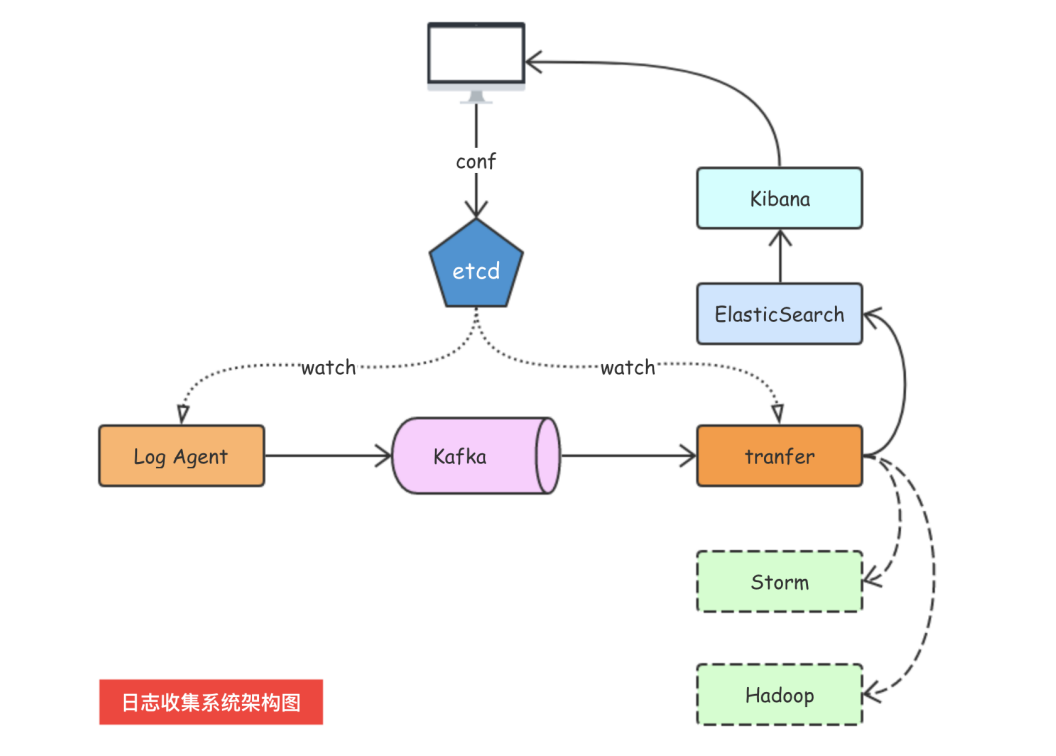 conf
Kibana
etcd
ElasticSearch
watch
watch
Log Agent
Kafka
tranfer
Storm
Hadoop
日志收集系统架构图